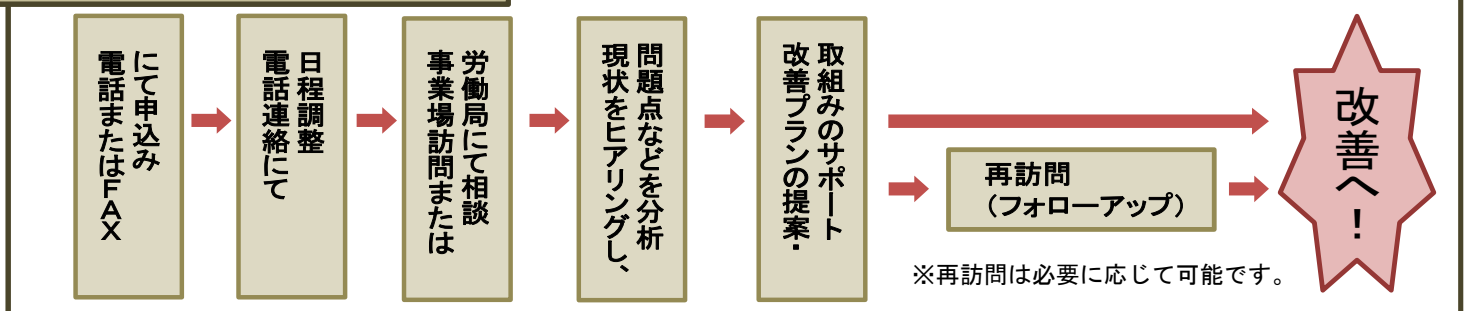 電話またはＦＡＸ
にて申込み
電話連絡にて
日程調整
事業場訪問または
労働局にて相談
現状をヒアリングし、
問題点などを分析
改善プランの提案・
取組みのサポート
再訪問
（フォローアップ）
※再訪問は必要に応じて可能です。
改善へ！